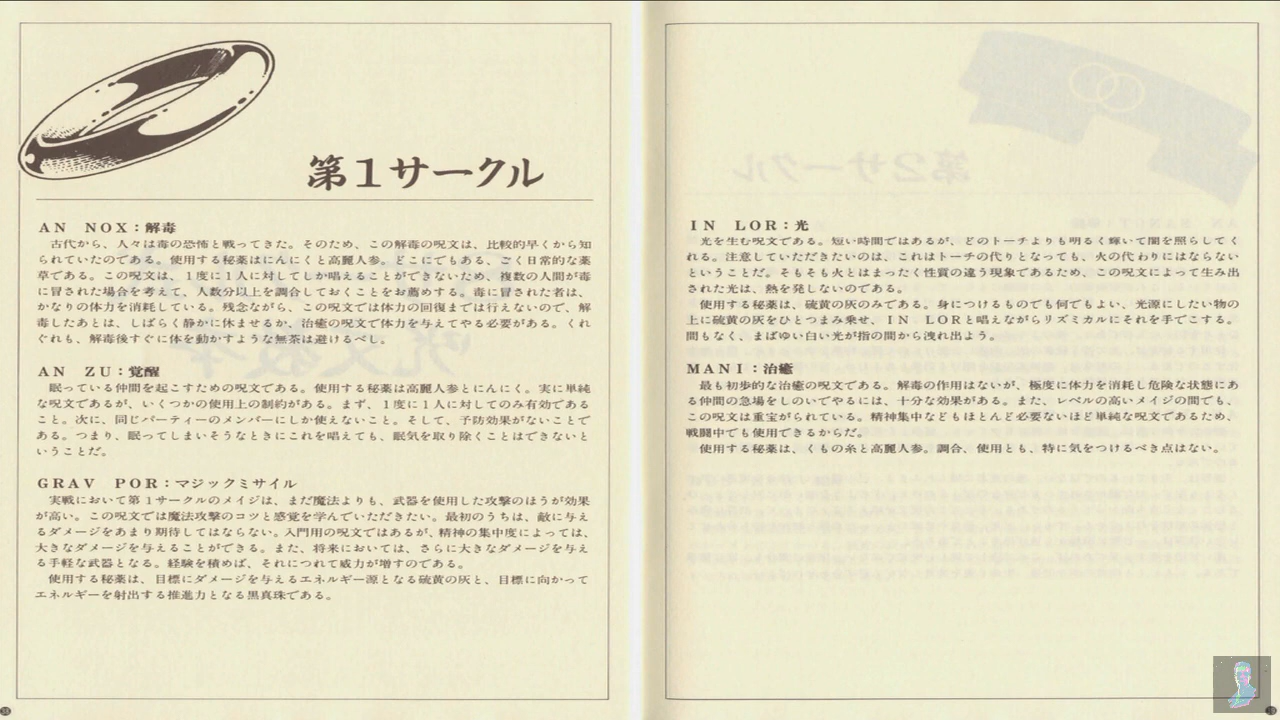 第1サークル
AN NOX：解毒
古代から、人々は毒の恐怖と戦ってきた。そのため、この解毒の呪文は、比較的早くから知
られていたのである。使用する秘薬はにんにくと高麗人参。どこにでもある、ごく日常的な薬
草である。この呪文は、1度に1人に対してしか唱えることができないため、複数の人間が毒
に冒された場合を考えて、人数分以上を調合しておくことをお薦めする。毒に冒された者は、
かなりの体力を消耗している。残念ながら、この呪文では体力の回復までは行えないので、解
毒したあとは、しばらく静かに休ませるか、治癒の呪文で体力を与えてやる必要がある。くれ
ぐれも、解毒後すぐに体を動かすような無茶は避けるべし。
AN ZU：覚醒
眠っている仲間を起こすための呪文である。使用する秘薬は高麗人参とにんにく。実に単純
な呪文であるが、いくつかの使用上の制約がある。まず、1度に1人に対してのみ有効である
こと。次に、同じパーティーのメンバーにしか使えないこと。そして、予防効果がないことで
ある。つまり、眠ってしまいそうなときにこれを唱えても、眠気を取り除くことはできないと
いうことだ。
GRAV POR：マジックミサイル
実戦において第1サークルのメイジは、まだ魔法よりも、武器を使用した攻撃のほうが効果
が高い。この呪文では魔法攻撃のコツと感覚を学んでいただきたい。最初のうちは、敵に与え
るダメージをあまり期待してはならない。入門用の呪文ではあるが、精神の集中度によっては、
大きなダメージを与えることができる。また、将来においては、さらに大きなダメージを与え
る手軽な武器となる。経験を積めば、それにつれて威力が増すのである。
使用する秘薬は、目標にダメージを与えるエネルギー源となる硫黄の灰と、目標に向かって
エネルギーを射出する推進力となる黒真珠である。
IN LOR：光
光を生む呪文である。短い時間ではあるが、どのトーチよりも明るく輝いて闇を照らしてく
れる。注意していただきたいのは、これはトーチの代りとなっても、火の代わりにはならない
ということだ。そもそも火とはまったく性質の違う現象であるため、この呪文によって生み出
された光は、熱を発しないのである。
使用する秘薬は、硫黄の灰のみである。身につけるものでも何でもよい、光源にしたい物の
上に硫黄の灰をひとつまみ乗せ、IN LORと唱えながらリズミカルにそれを手でこする。
間もなく、まばゆい白い光が指の間から洩れ出よう。
MANI：治癒
最も初歩的な治癒の呪文である。解毒の作用はないが、極度に体力を消耗し危険な状態にあ
る仲間の急場をしのいでやるには、十分な効果がある。また、レベルの高いメイジの間でも、
この呪文は重宝がられている。精神集中などもほとんど必要ないほど単純な呪文であるため、
戦闘中でも使用できるからだ。
使用する秘薬は、くもの糸と高麗人参。調合、使用とも、特に気をつけるべき点はない。